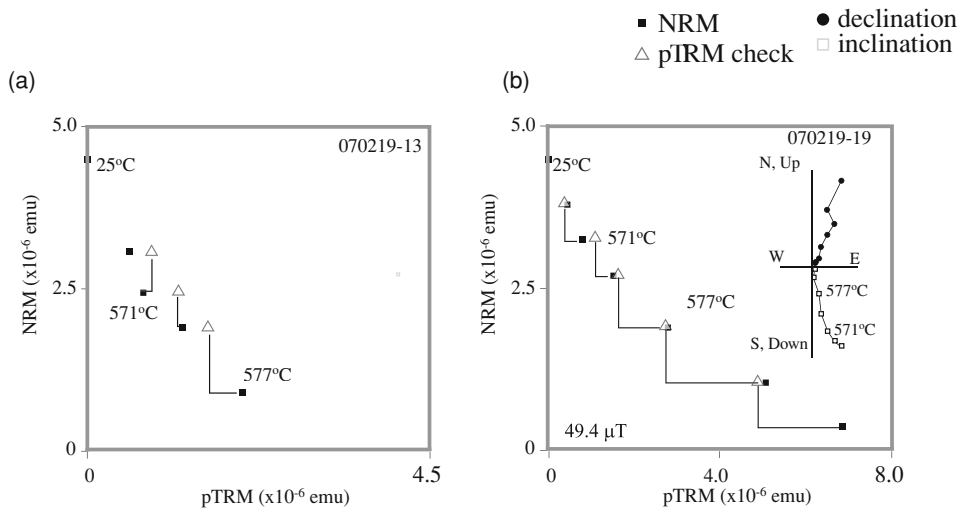 NRM
pTRM check
declination
inclination
(a)
5.0
070219-13
25°C
NRM (x10-6 emu)
2.5
571°C
577°C
0
0
4.5
pTRM (x10-6 emu)
(b)
5.0
070219-19
25°C
N, Up
571°C
W
E
NRM (x10-6 emu)
2.5
577°C
577°C
571°C
S, Down
49.4 µT
0
0
4.0
8.0
pTRM (x10-6 emu)